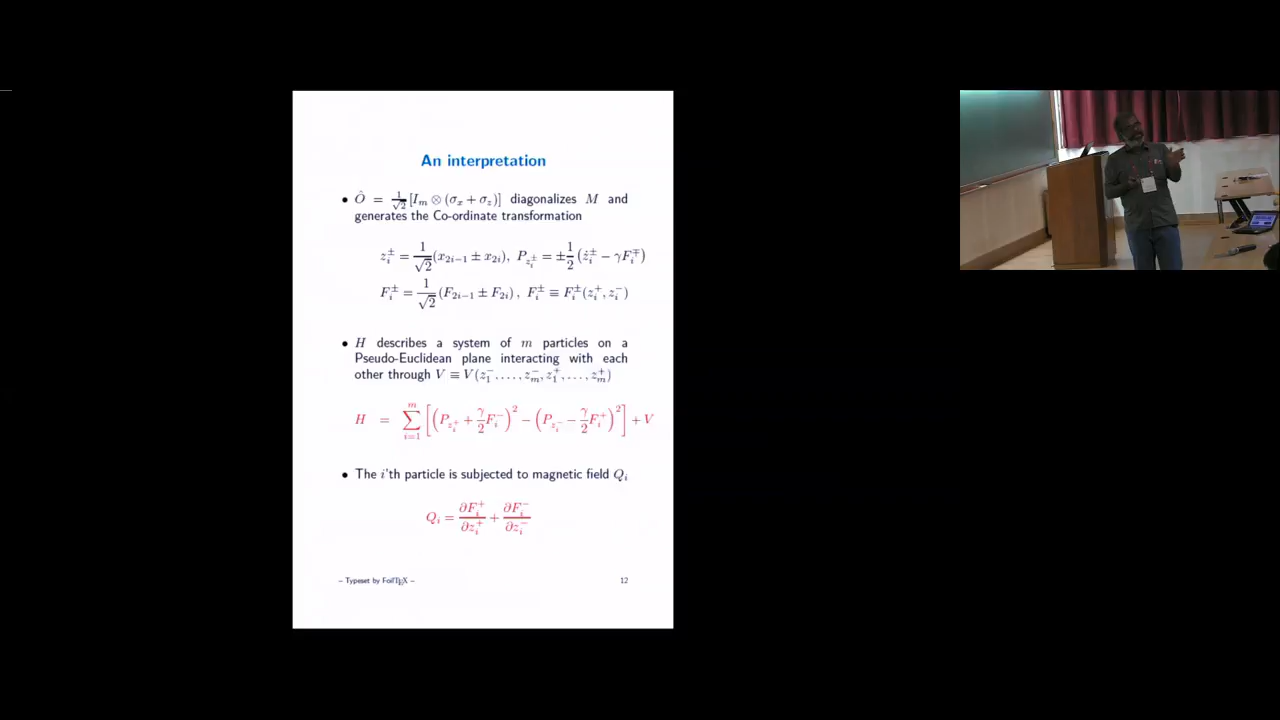 An interpretation
• Ô = 1/√2 [I_m ⊗ (σ_x + σ_z)] diagonalizes M and
generates the Co-ordinate transformation
z_i^± = 1/√2 (x_{2i−1} ± x_{2i}), P_{z_i^±} = ±1/2 (ż_i^± − γF_i^∓)
F_i^± = 1/√2 (F_{2i−1} ± F_{2i}), F_i^± ≡ F_i^±(z_i^+, z_i^−)
• H describes a system of m particles on a
Pseudo-Euclidean plane interacting with each
other through V ≡ V(z_1^−. . . . , z_m^−, z_1^+, . . . , z_m^+)
H = ∑_{i=1}^{m} [(P_{z_i^+} + γ/2 F_i^−)^2 − (P_{z_i^−} − γ/2 F_i^+)^2] + V
• The i'th particle is subjected to magnetic field Q_i
Q_i = ∂F_i^+/∂z_i^+ + ∂F_i^−/∂z_i^−
– Typeset by FoilTEX –
12